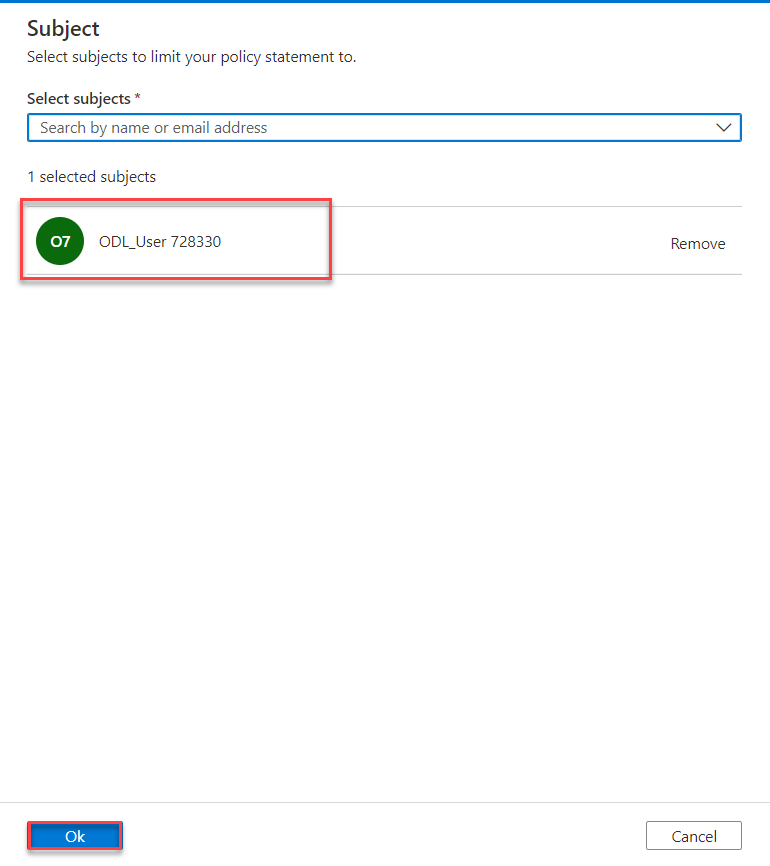 Subject
Select subjects to limit your policy statement to.
Select subjects *
Search by name or email address
1 selected subjects
O7 ODL_User 728330 Remove
Ok Cancel